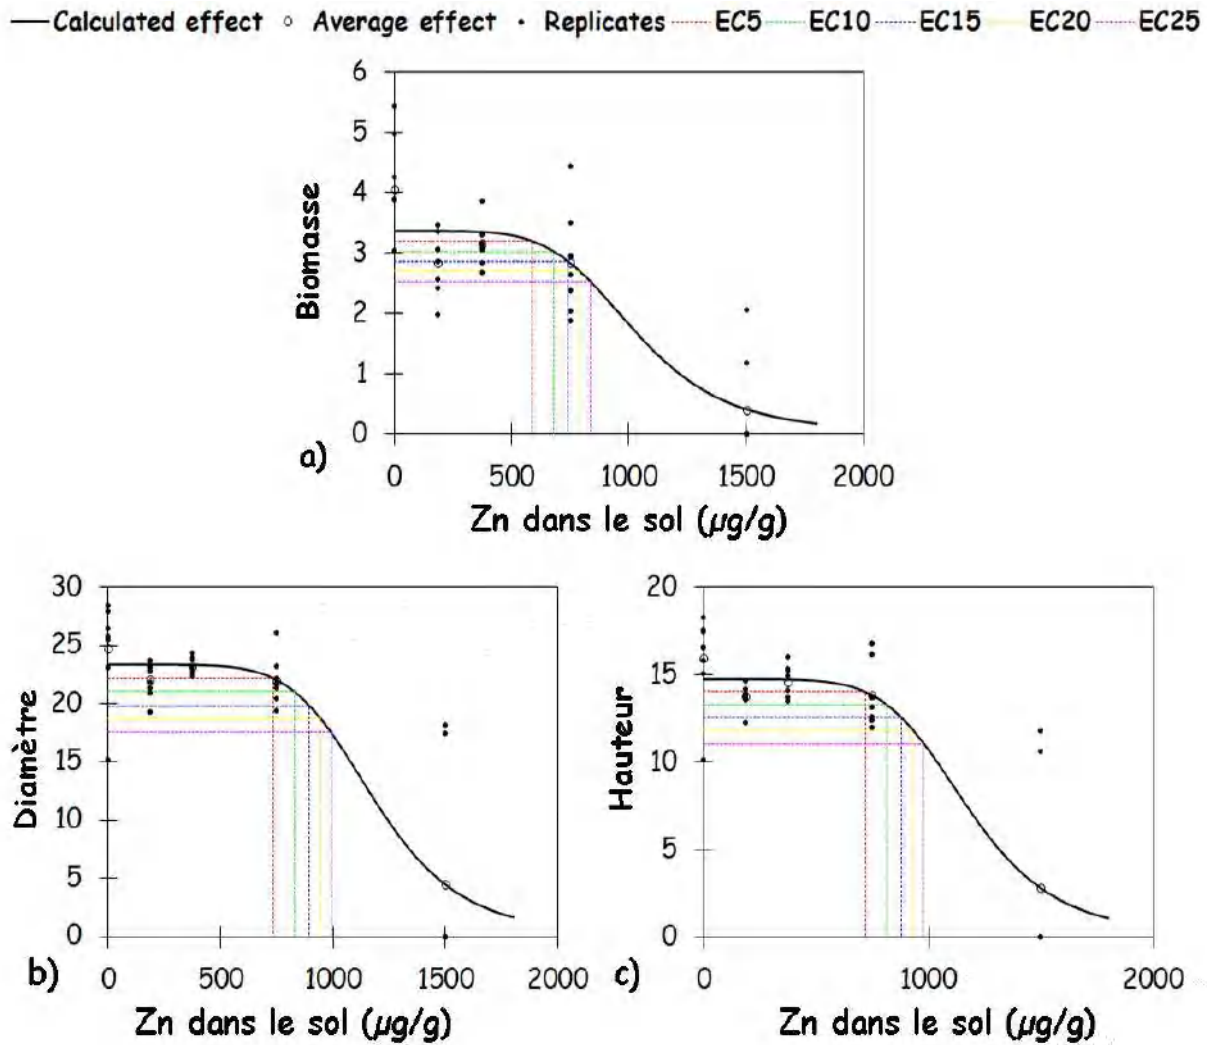 Calculated effect Average effect Replicates EC5 EC10 EC15 EC20 EC25
6
5
4
3
2
1
0
Biomasse
a)
0 500 1000 1500 2000
Zn dans le sol (µg/g)
30
25
20
15
10
5
0
Diamètre
b)
0 500 1000 1500 2000
Zn dans le sol (µg/g)
20
15
10
5
0
Hauteur
c)
0 1000 2000
Zn dans le sol (µg/g)